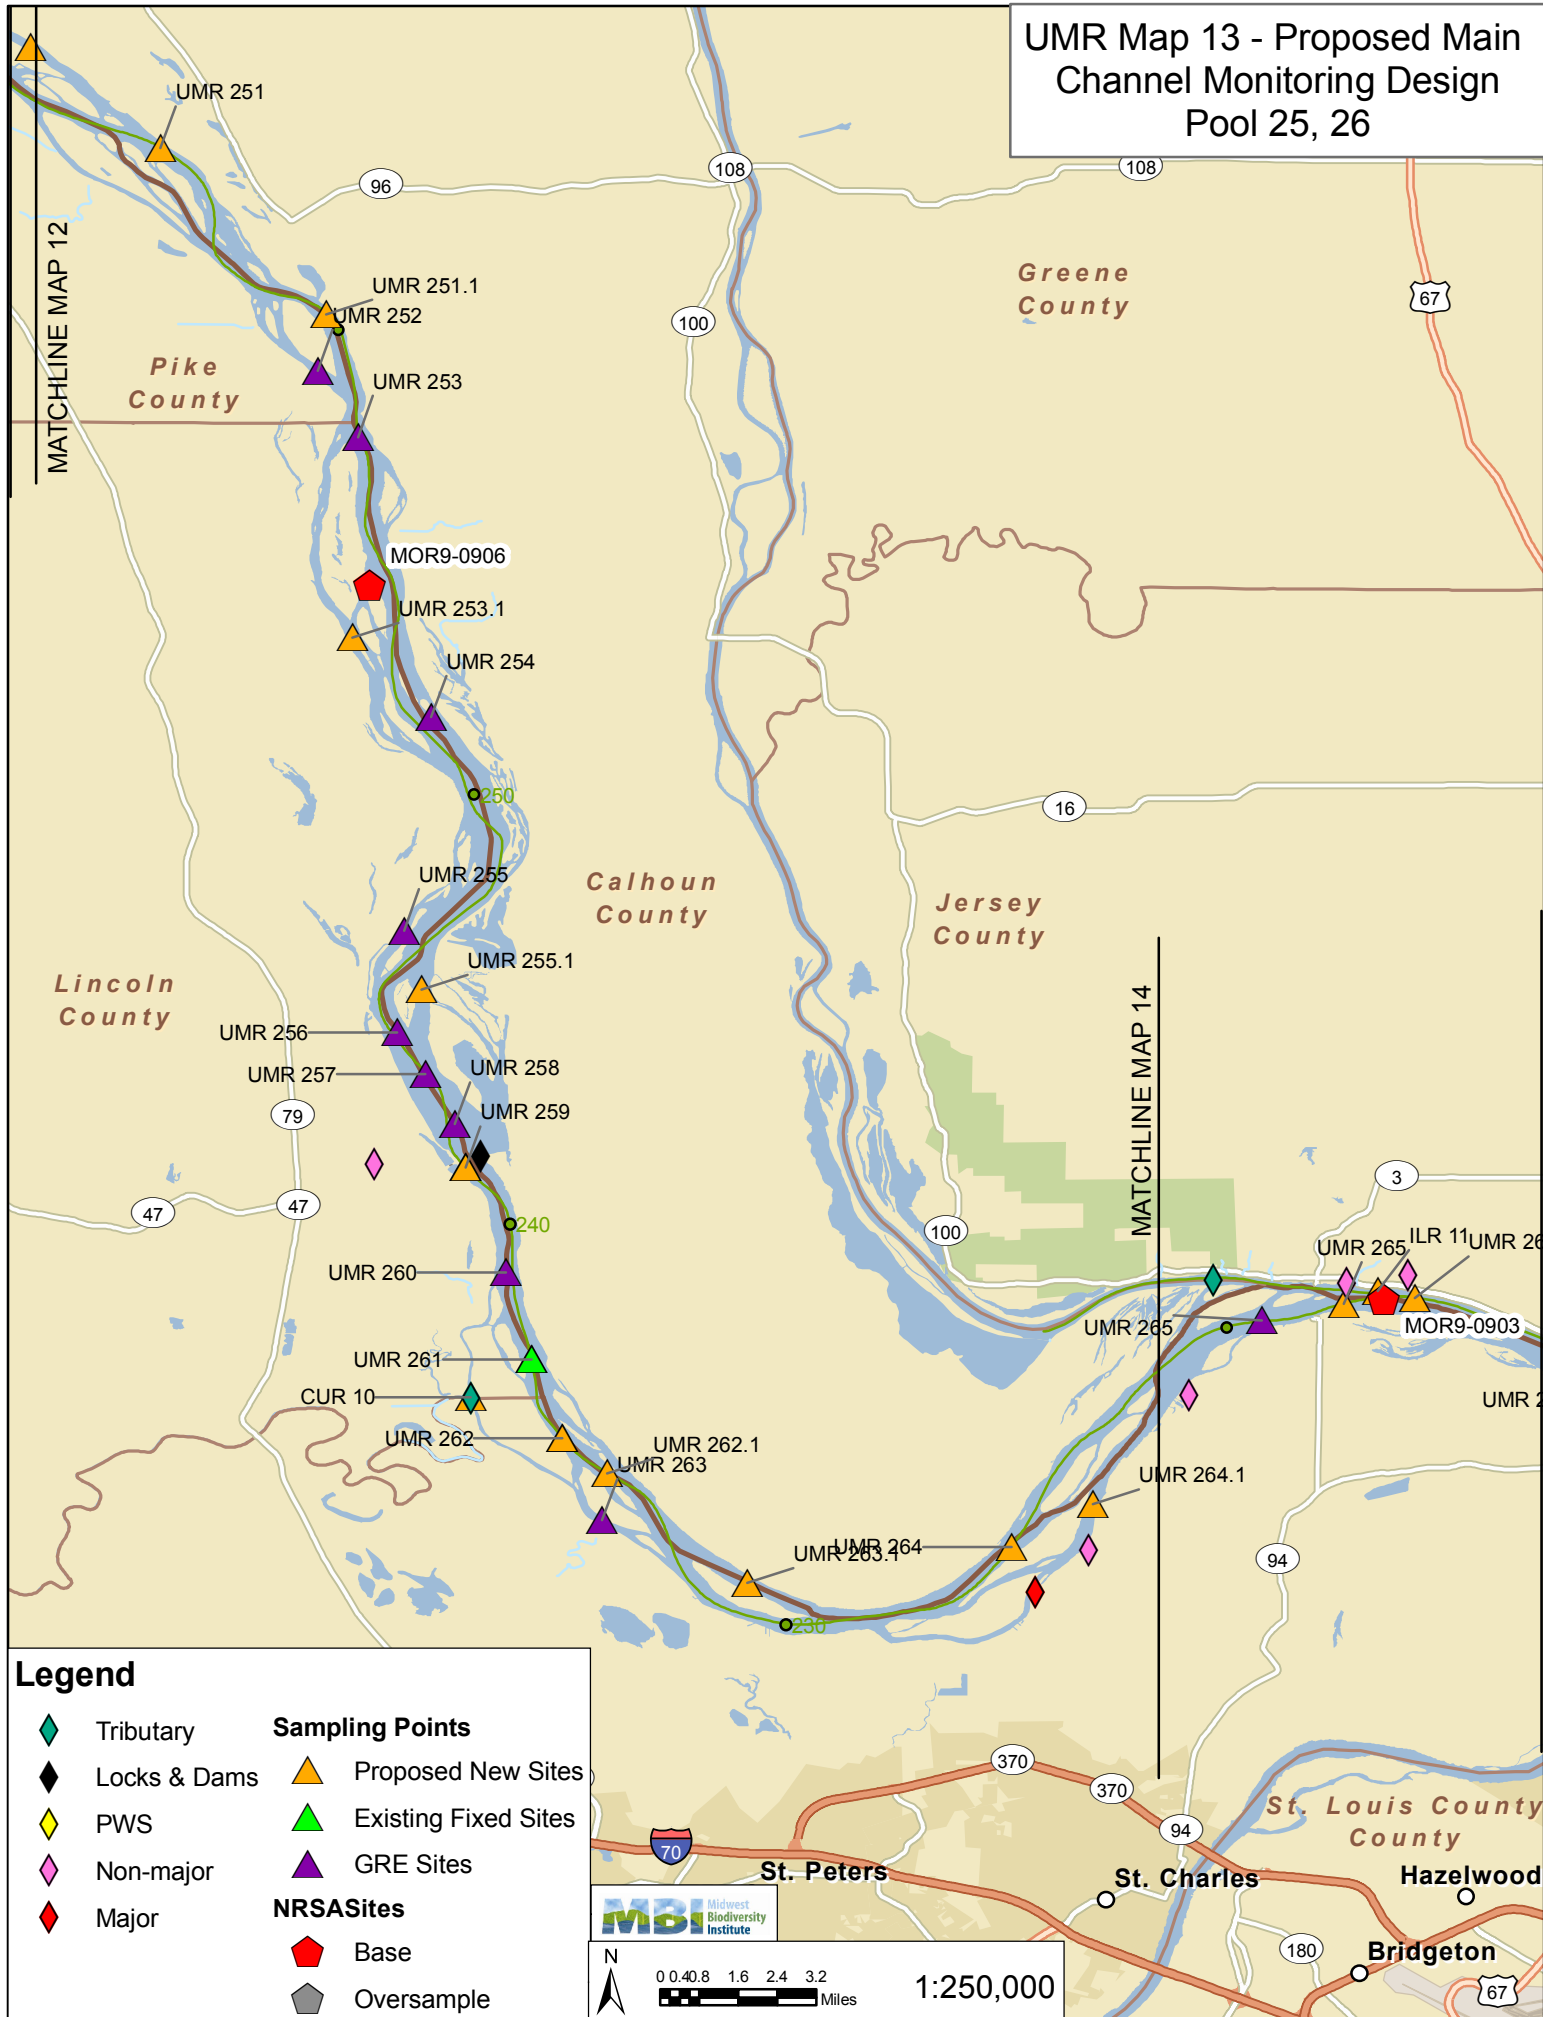 UMR Map 13 - Proposed Main
Channel Monitoring Design
Pool 25, 26
UMR 251
96
108
108
MATCHLINE MAP 12
UMR 251.1
UMR 252
100
Greene
County
67
Pike
County
UMR 253
MOR9-0906
UMR 253.1
UMR 254
250
16
UMR 255
Calhoun
County
Jersey
County
UMR 255.1
Lincoln
County
UMR 256
UMR 257
UMR 258
UMR 259
79
MATCHLINE MAP 14
47
47
240
100
3
UMR 260
UMR 265
ILR 11
UMR 26
UMR 265
MOR9-0903
UMR 261
CUR 10
UMR 2
UMR 262
UMR 262.1
UMR 263
UMR 264.1
UMR 263.1
UMR 264
94
230
Legend
Tributary
Locks & Dams
PWS
Non-major
Major
Sampling Points
Proposed New Sites
Existing Fixed Sites
GRE Sites
NRSASites
Base
Oversample
370
370
94
St. Louis County
County
70
St. Peters
St. Charles
Hazelwood
MBI Midwest
Biodiversity
Institute
180
Bridgeton
67
N
0 0.4 0.8 1.6 2.4 3.2
Miles
1:250,000